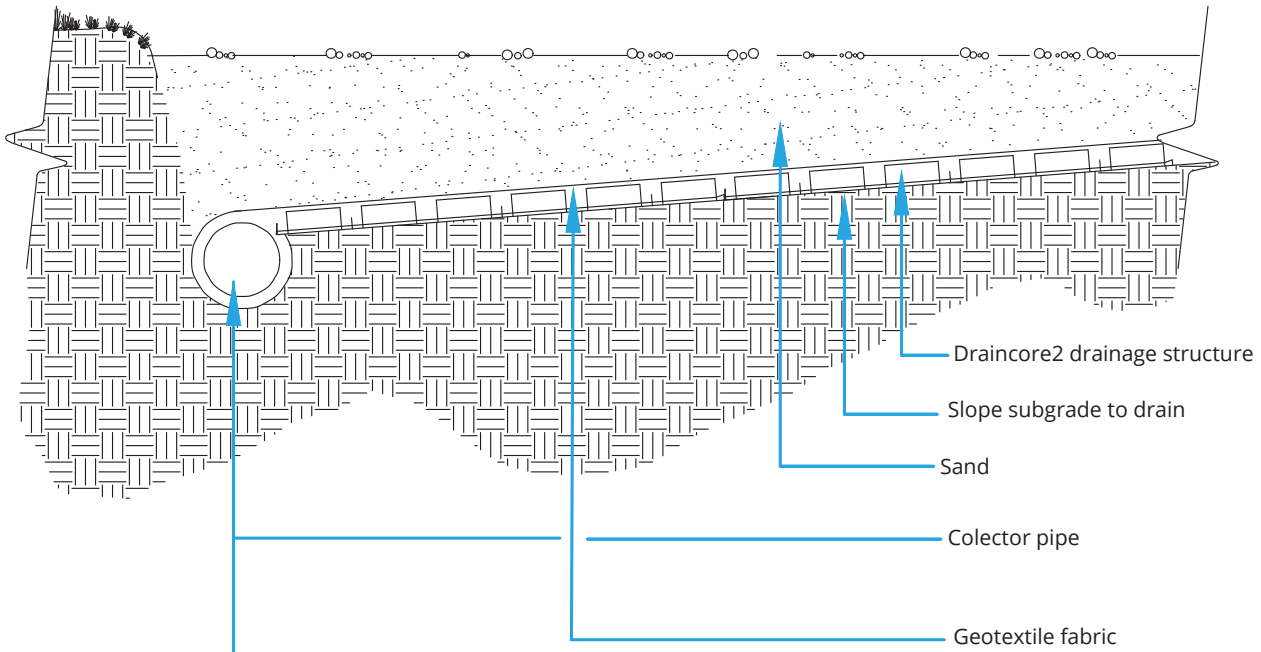 Draincore2 drainage structure
Slope subgrade to drain
Sand
Colector pipe
Geotextile fabric